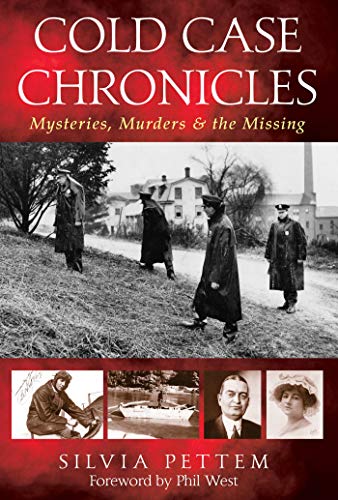 COLD CASE
CHRONICLES
Mysteries, Murders & the Missing
SILVIA PETTEM
Foreword by Phil West